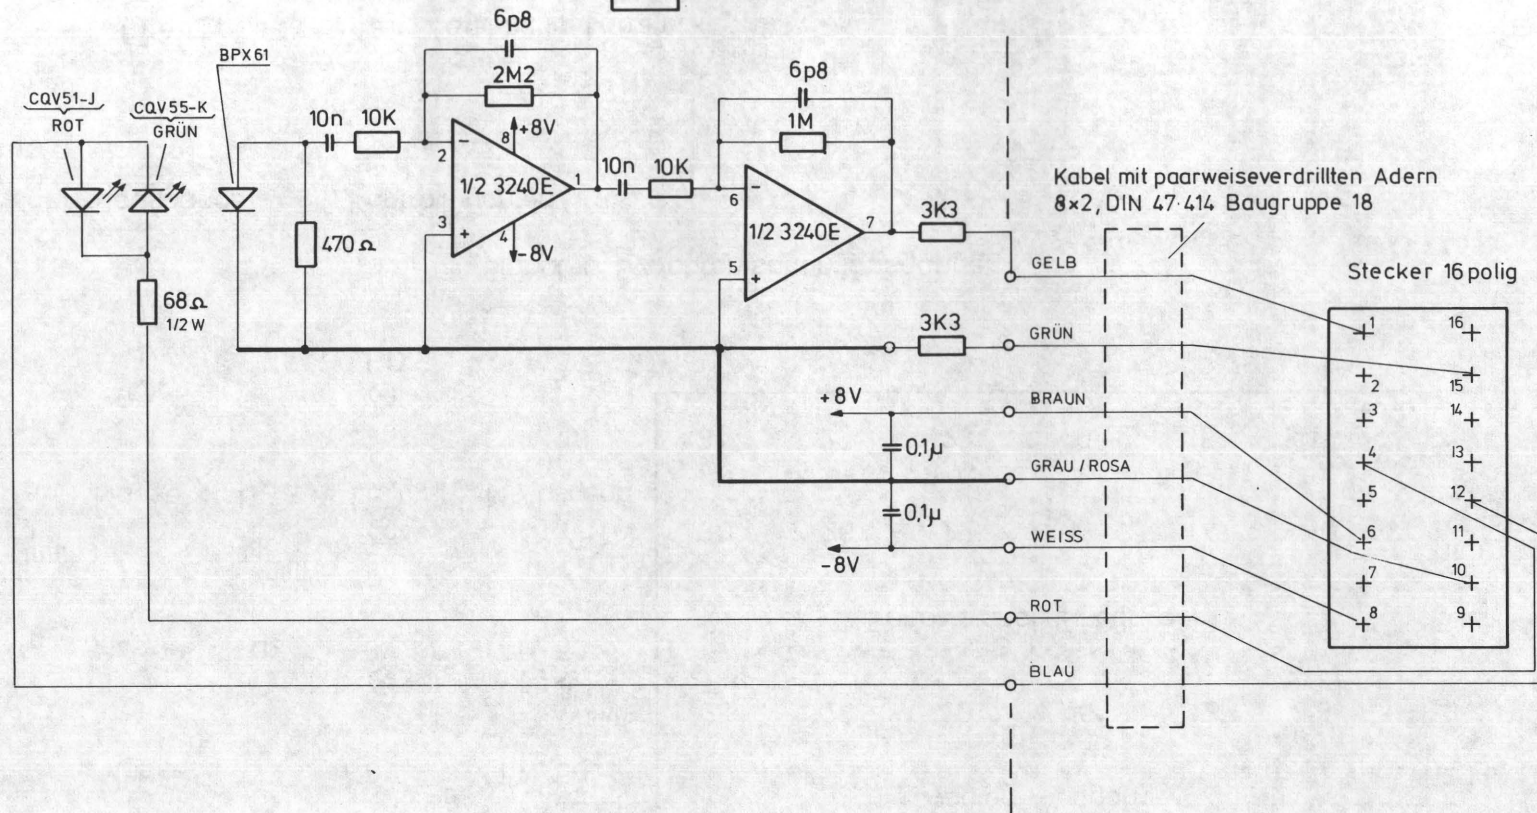 6p8
BPX61
2M2
6p8
CQV51-J
ROT
CQV55-K
GRÜN
10n
10K
+8V
8
1M
2
−
1/2 3240E
1
10n
10K
−
6
Kabel mit paarweiseverdrillten Adern
8×2, DIN 47·414 Baugruppe 18
3
+
4
-8V
470 Ω
1/2 3240E
7
3K3
5
+
GELB
Stecker 16polig
68Ω
1/2 W
3K3
GRÜN
1
16
2
15
+8V
BRAUN
3
14
0,1µ
GRAU / ROSA
4
13
0,1µ
5
12
-8V
WEISS
6
11
7
10
ROT
8
9
BLAU